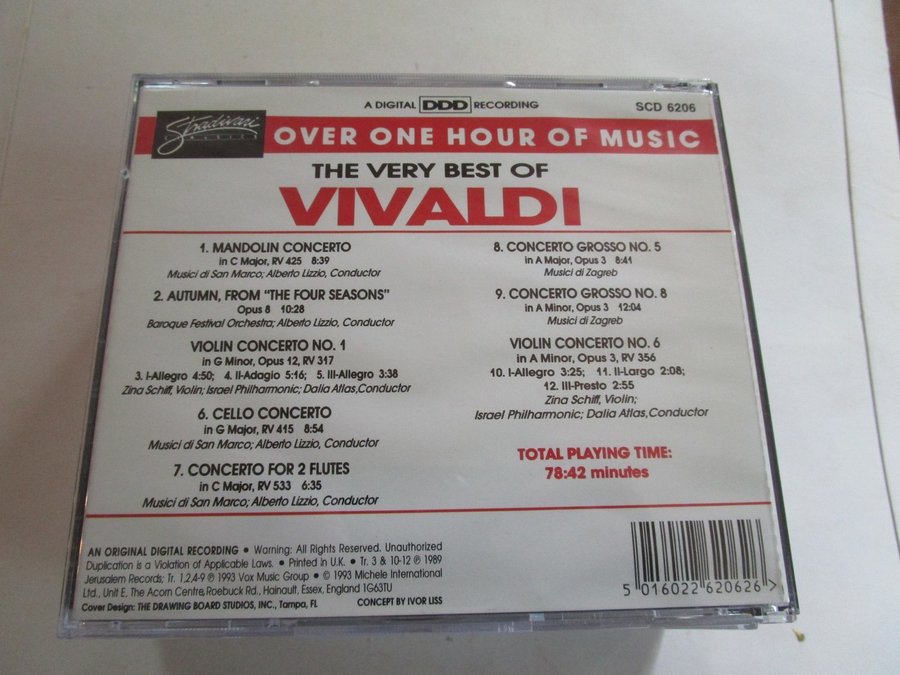 A DIGITAL DDD RECORDING
SCD 6206
Stradivari
CLASSICS
OVER ONE HOUR OF MUSIC
THE VERY BEST OF
VIVALDI
1. MANDOLIN CONCERTO
in C Major, RV 425 8:39
Musici di San Marco; Alberto Lizzio, Conductor
2. AUTUMN, FROM "THE FOUR SEASONS"
Opus 8 10:28
Baroque Festival Orchestra; Alberto Lizzio, Conductor
VIOLIN CONCERTO NO. 1
in G Minor, Opus 12, RV 317
3. I-Allegro 4:50; 4. II-Adagio 5:16; 5. III-Allegro 3:38
Zina Schiff, Violin; Israel Philharmonic; Dalia Atlas,Conductor
6. CELLO CONCERTO
in G Major, RV 415 8:54
Musici di San Marco; Alberto Lizzio, Conductor
7. CONCERTO FOR 2 FLUTES
in C Major, RV 533 6:35
Musici di San Marco; Alberto Lizzio, Conductor
8. CONCERTO GROSSO NO. 5
in A Major, Opus 3 8:41
Musici di Zagreb
9. CONCERTO GROSSO NO. 8
in A Minor, Opus 3 12:04
Musici di Zagreb
VIOLIN CONCERTO NO. 6
in A Minor, Opus 3, RV 356
10. I-Allegro 3:25; 11. II-Largo 2:08;
12. III-Presto 2:55
Zina Schiff, Violin;
Israel Philharmonic; Dalia Atlas,Conductor
TOTAL PLAYING TIME:
78:42 minutes
AN ORIGINAL DIGITAL RECORDING • Warning: All Rights Reserved. Unauthorized
Duplication is a Violation of Applicable Laws. • Printed in U.K. • Tr. 3 & 10-12 ℗ 1989
Jerusalem Records; Tr. 1,2,4-9 ℗ 1993 Vox Music Group • © 1993 Michele International
Ltd., Unit E, The Acorn Centre,Roebuck Rd., Hainault, Essex, England 1G63TU
Cover Design: THE DRAWING BOARD STUDIOS, INC., Tampa, FL CONCEPT BY IVOR LISS
5 016022 620626 >